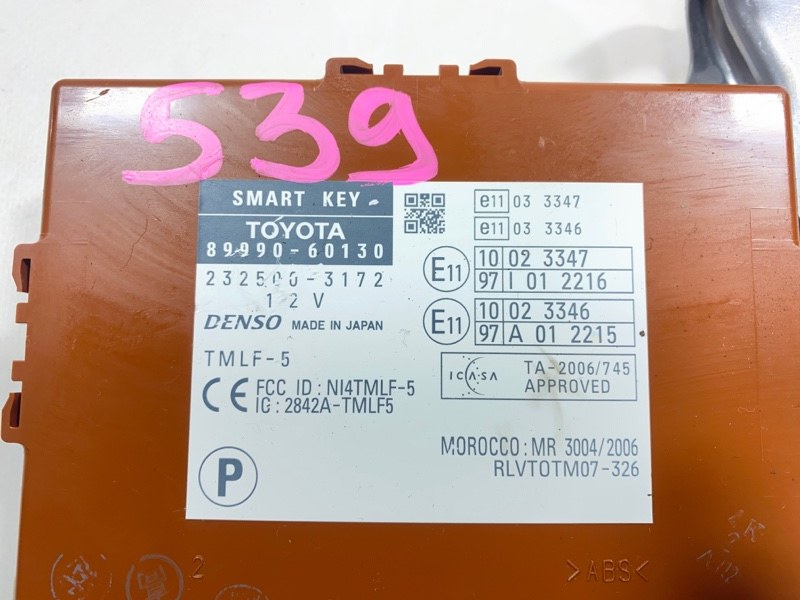 539
SMART KEY
TOYOTA
89990-60130
232500-3172
12V
DENSO MADE IN JAPAN
TMLF-5
CE FCC ID : NI4TMLF-5
IC : 2842A-TMLF5
P
e11 03 3347
e11 03 3346
E11 10 02 3347
97 I 01 2216
E11 10 02 3346
97 A 01 2215
ICASA TA-2006/745
APPROVED
MOROCCO : MR 3004/2006
RLVTOTM07-326
2
>ABS<